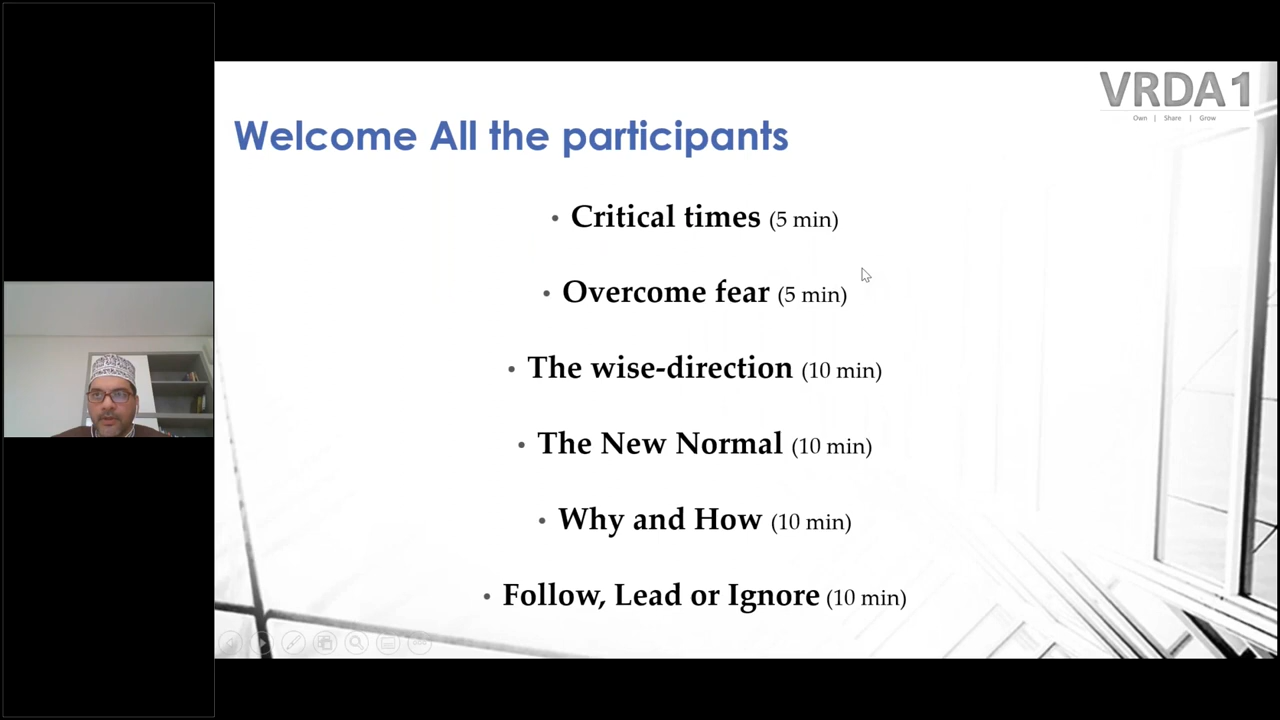 VRDA1
Own | Share | Grow
Welcome All the participants
• Critical times (5 min)
• Overcome fear (5 min)
• The wise-direction (10 min)
• The New Normal (10 min)
• Why and How (10 min)
• Follow, Lead or Ignore (10 min)